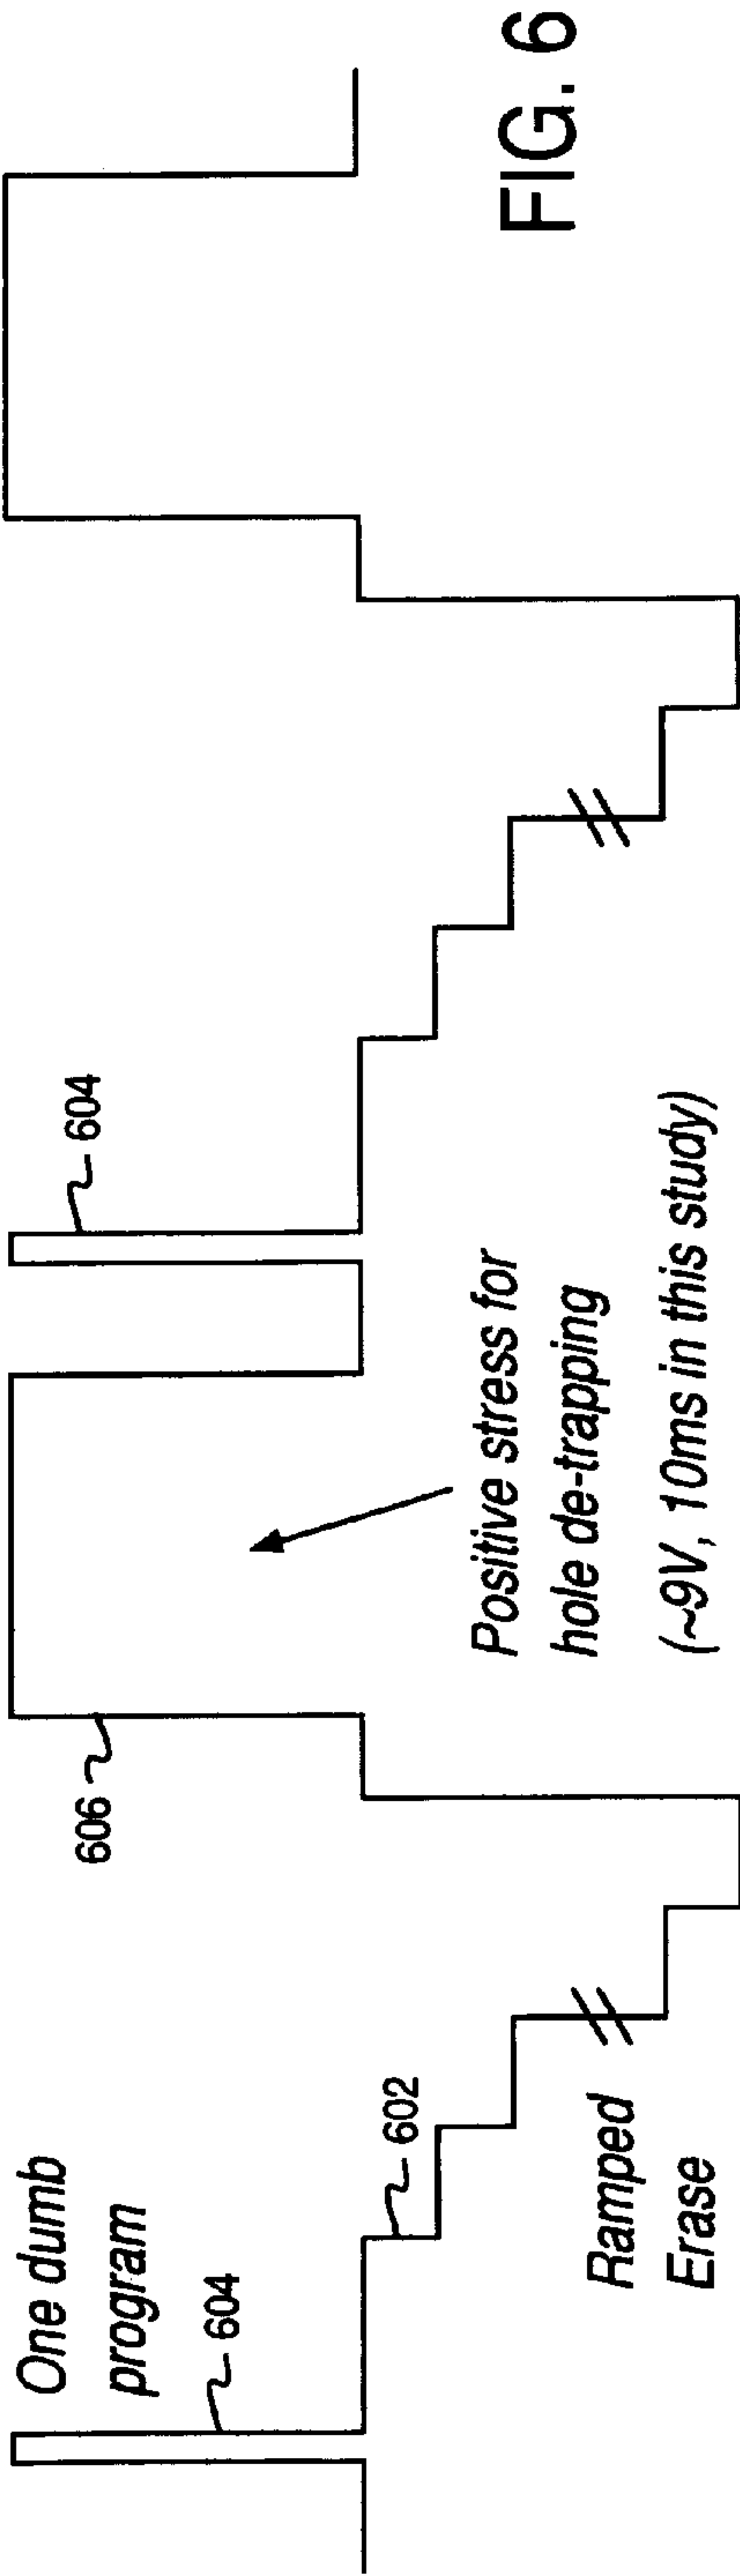 One dumb
program
604
602
Ramped
Erase
606
Positive stress for
hole de-trapping
(~9V, 10ms in this study)
604
FIG. 6